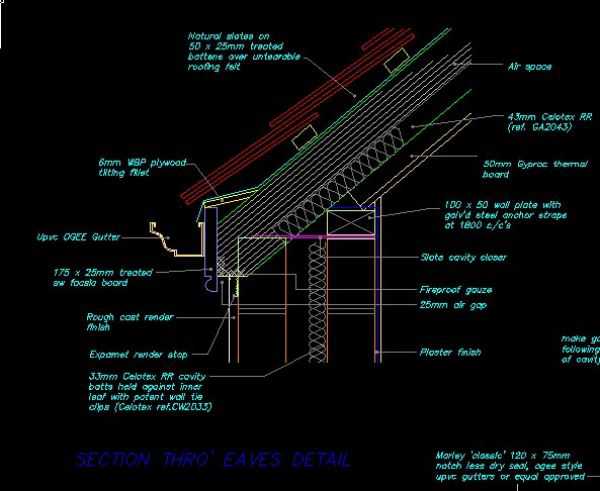 Natural slates on
50 x 25mm treated
battens over untearable
roofing felt
Air space
43mm Celotex RR
(ref. GA2043)
50mm Gyproc thermal
board
6mm WBP plywood
tilting fillet
100 x 50 wall plate with
galv'd steel anchor straps
at 1800 c/c's
Upvc OGEE Gutter
Slate cavity closer
175 x 25mm treated
sw facia board
Fireproof gauze
25mm air gap
Rough cast render
finish
Expamet render stop
Plaster finish
make go
following
of cavity
33mm Celotex RR cavity
batts held against inner
leaf with patent wall tie
clips (Celotex ref.CW2033)
SECTION THRO' EAVES DETAIL
Marley 'classic' 120 x 75mm
notch less dry seal, ogee style
upvc gutters or equal approved